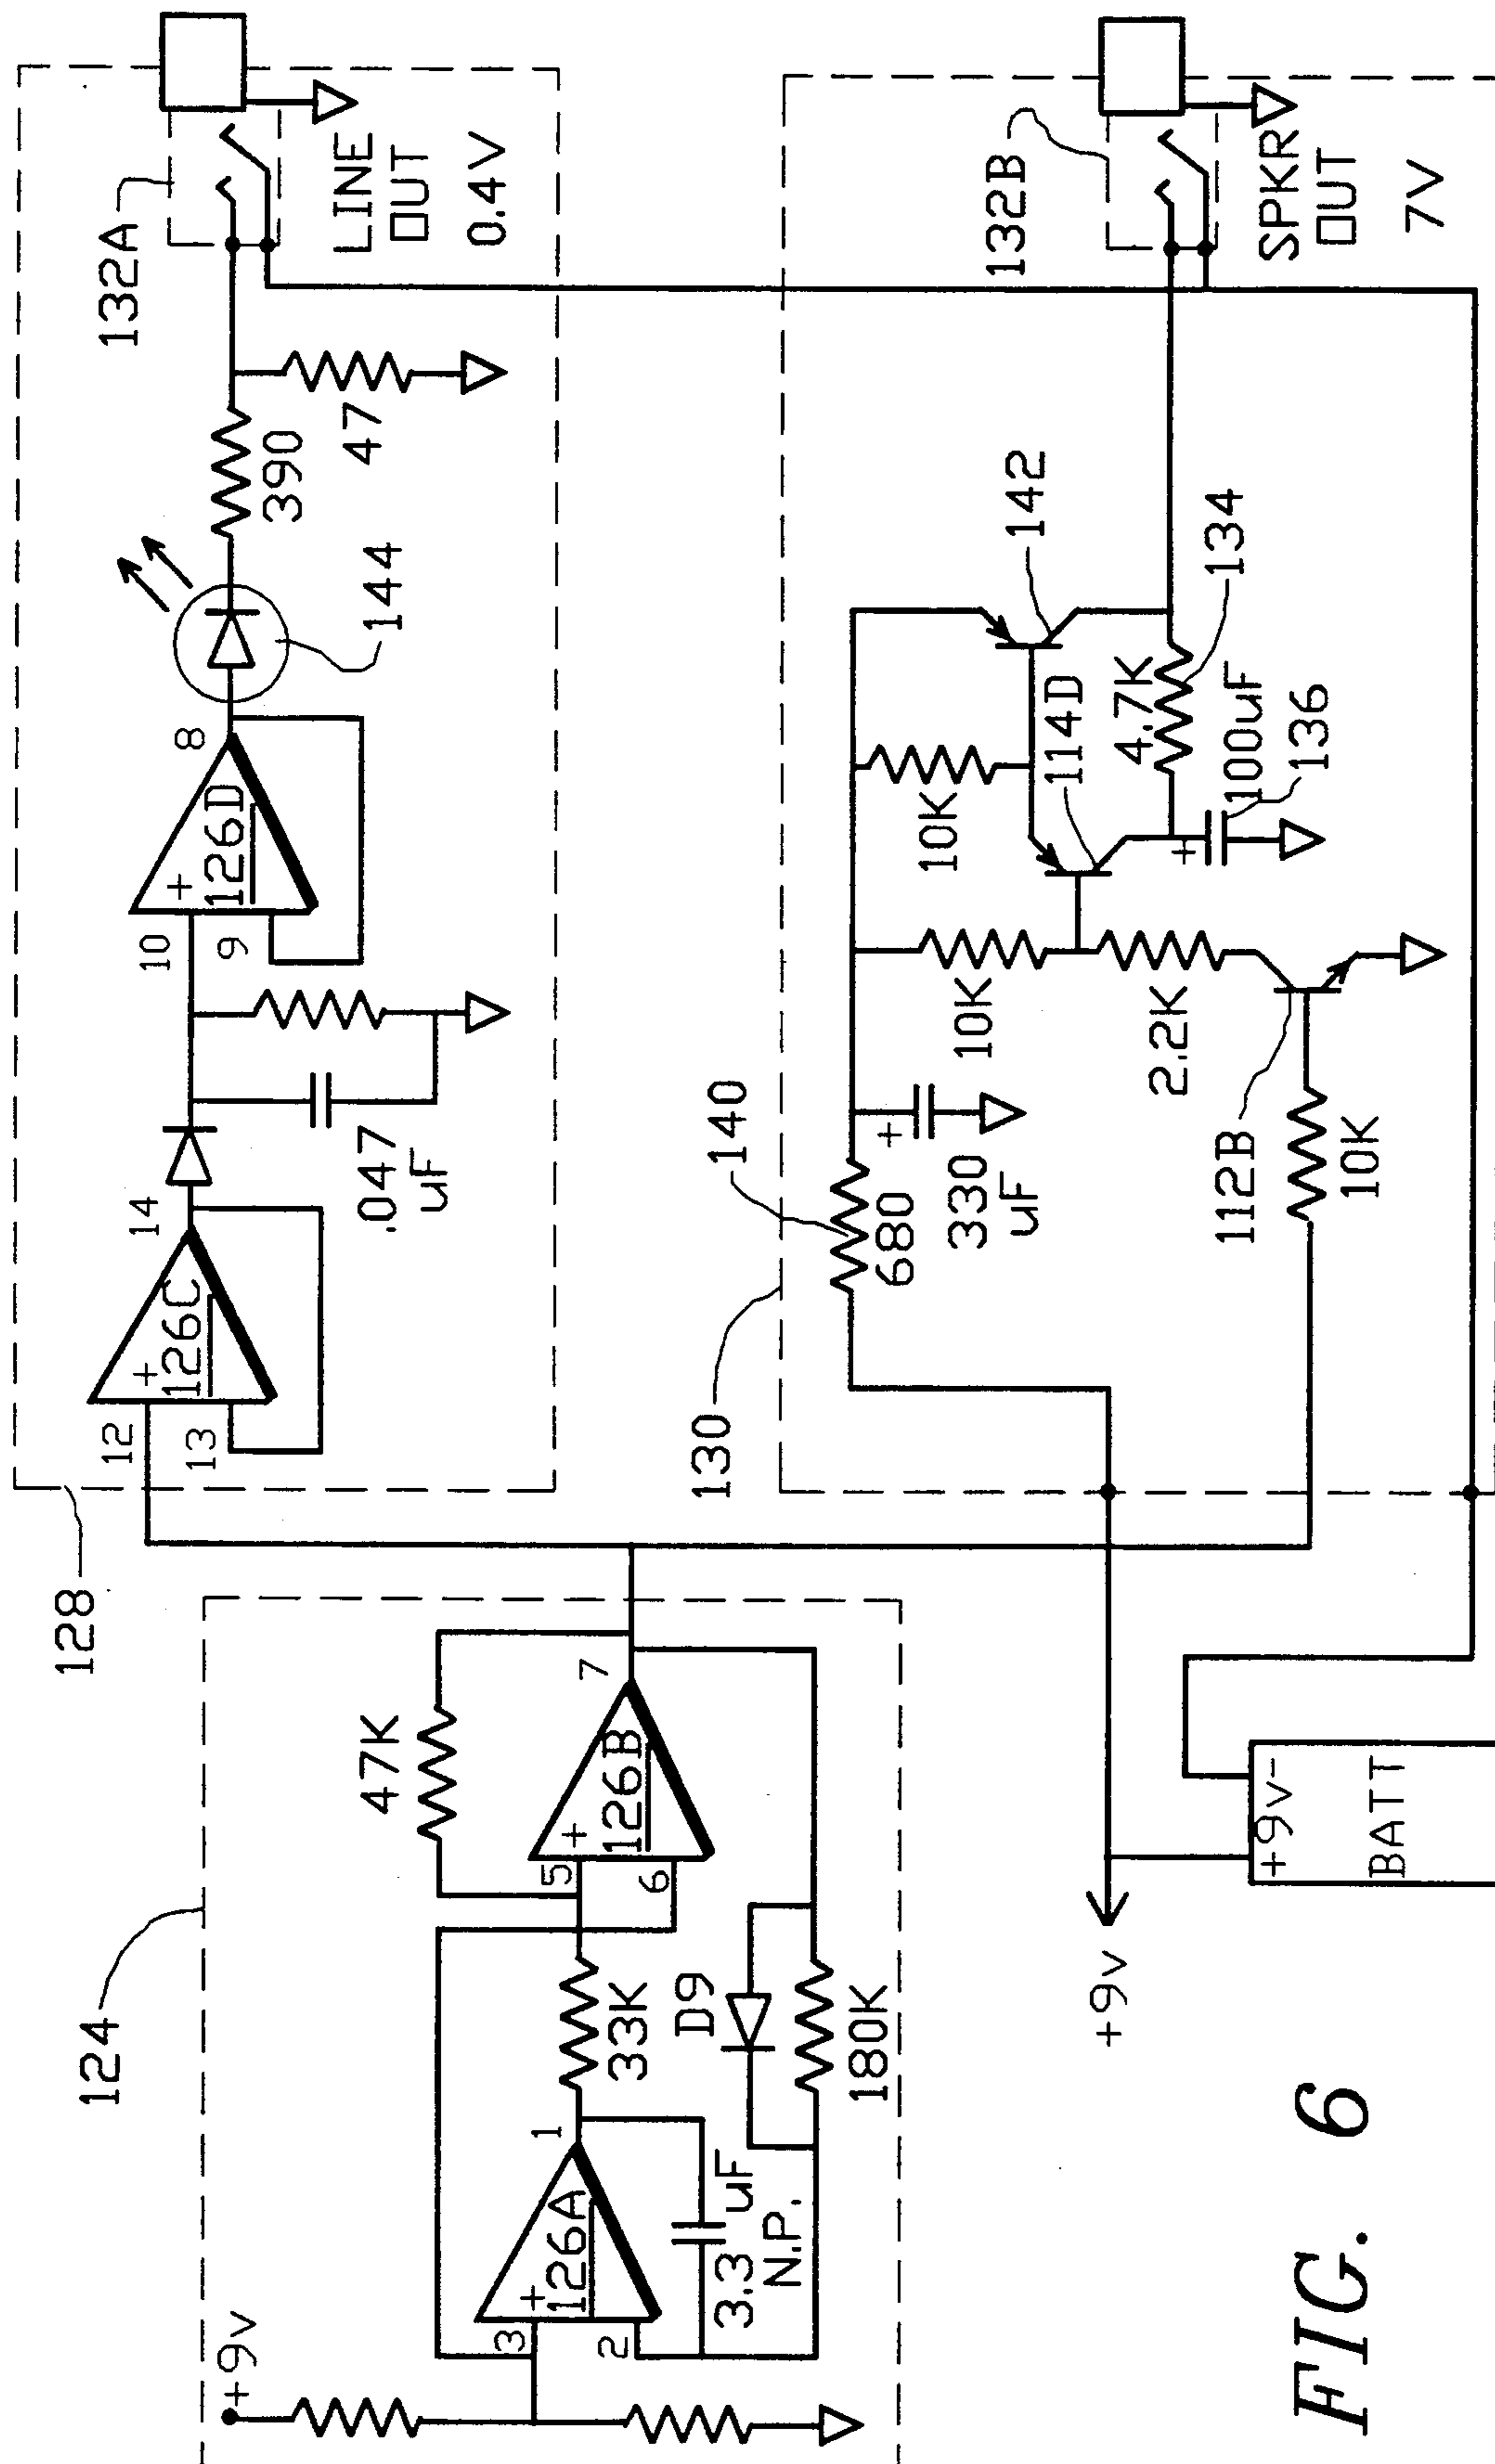 124
+9v
3
2
+
126A
1
3.3 uF
N.P.
33K
D9
180K
47K
5
6
+
126B
7
128
12
13
+
126C
14
.047
uF
10
9
+
126D
8
144
390
47
132A
LINE
OUT
0.4V
130
140
680
+
330
uF
10K
10K
2.2K
112B
10K
114D
142
4.7K
134
+
100uF
136
132B
SPKR
OUT
7V
+9v
+9v-
BATT
FIG. 6